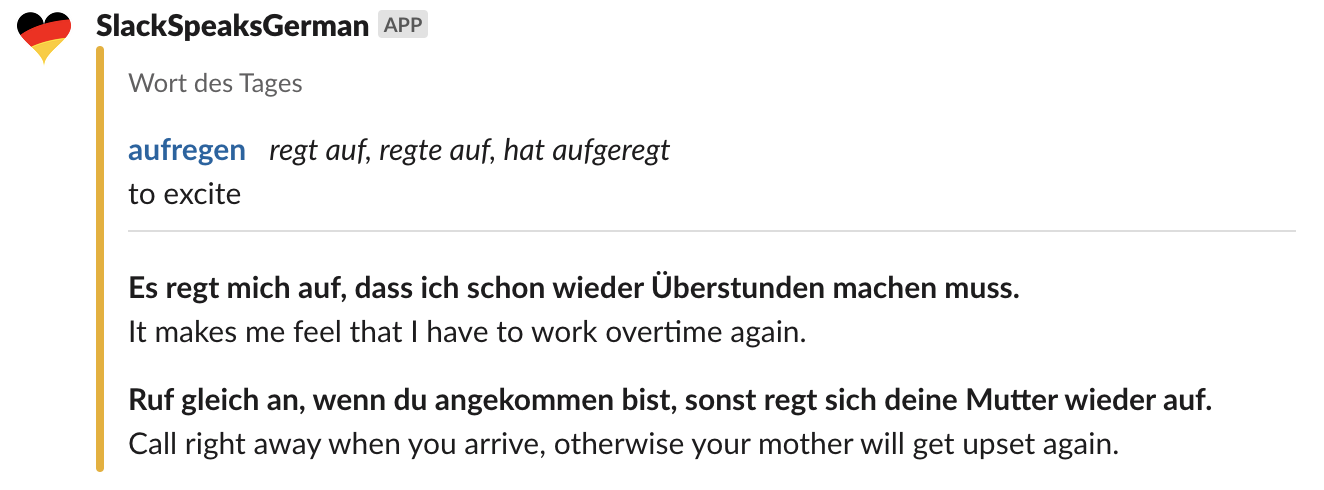 SlackSpeaksGerman APP
Wort des Tages
aufregen regt auf, regte auf, hat aufgeregt
to excite
Es regt mich auf, dass ich schon wieder Überstunden machen muss.
It makes me feel that I have to work overtime again.
Ruf gleich an, wenn du angekommen bist, sonst regt sich deine Mutter wieder auf.
Call right away when you arrive, otherwise your mother will get upset again.